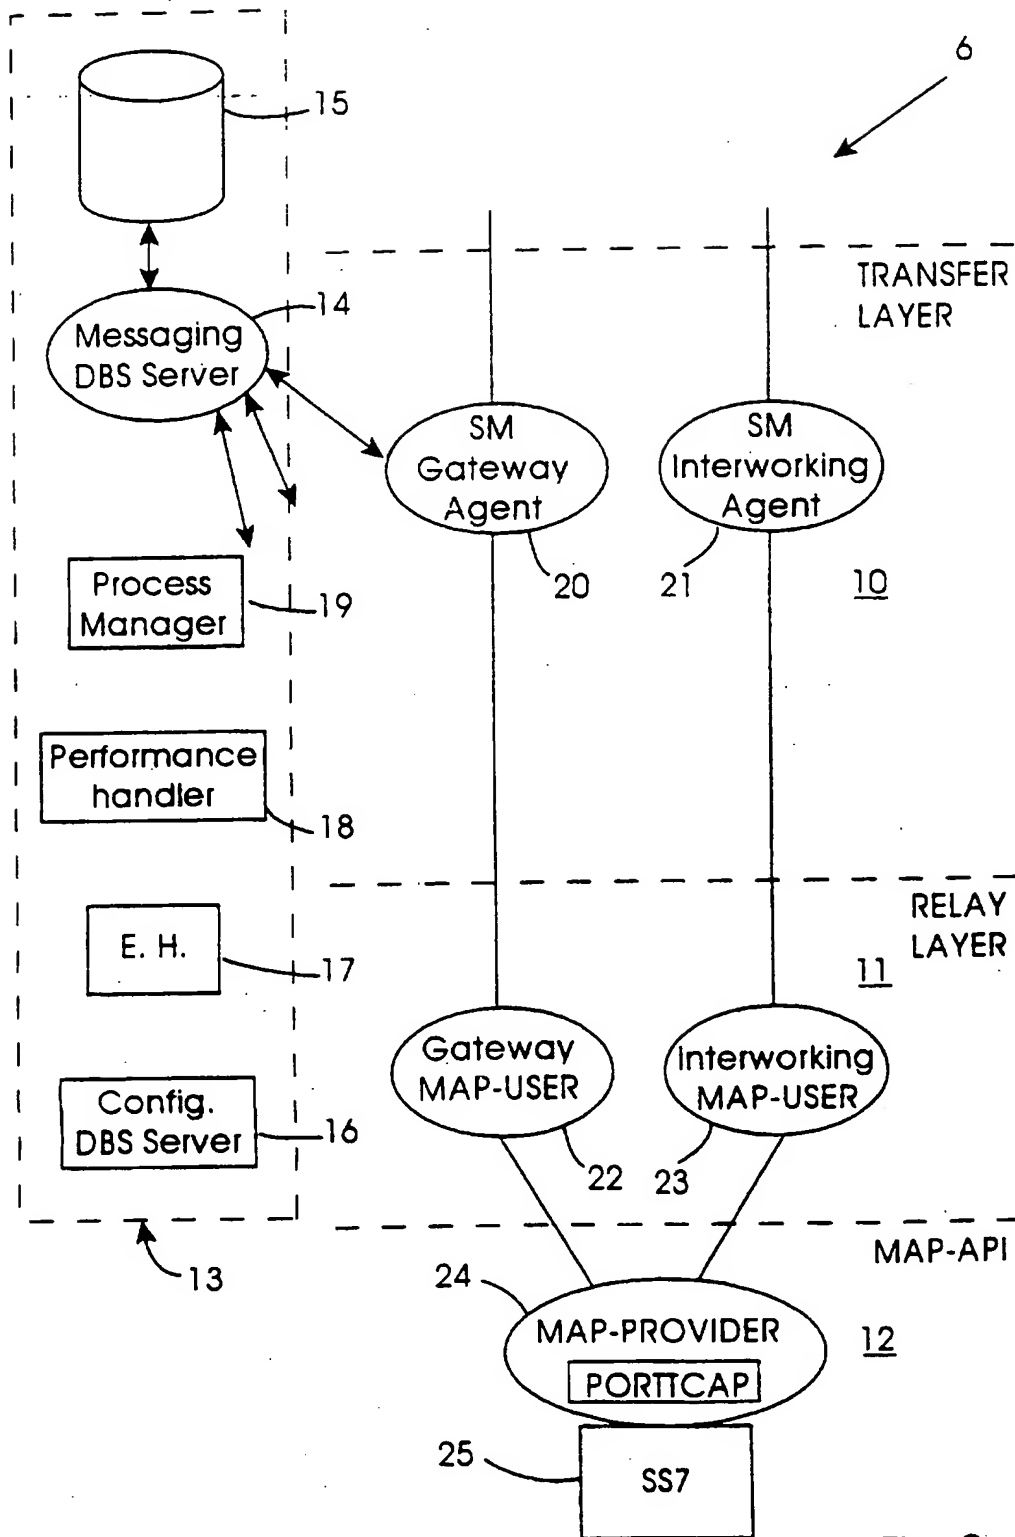 6
15
TRANSFER
LAYER
14
Messaging
DBS Server
SM
Gateway
Agent
SM
Interworking
Agent
20
21
10
Process
Manager
19
Performance
handler
18
RELAY
LAYER
E. H.
17
11
Gateway
MAP-USER
Interworking
MAP-USER
Config.
DBS Server
16
22
23
MAP-API
13
24
MAP-PROVIDER
12
PORTTCAP
25
SS7